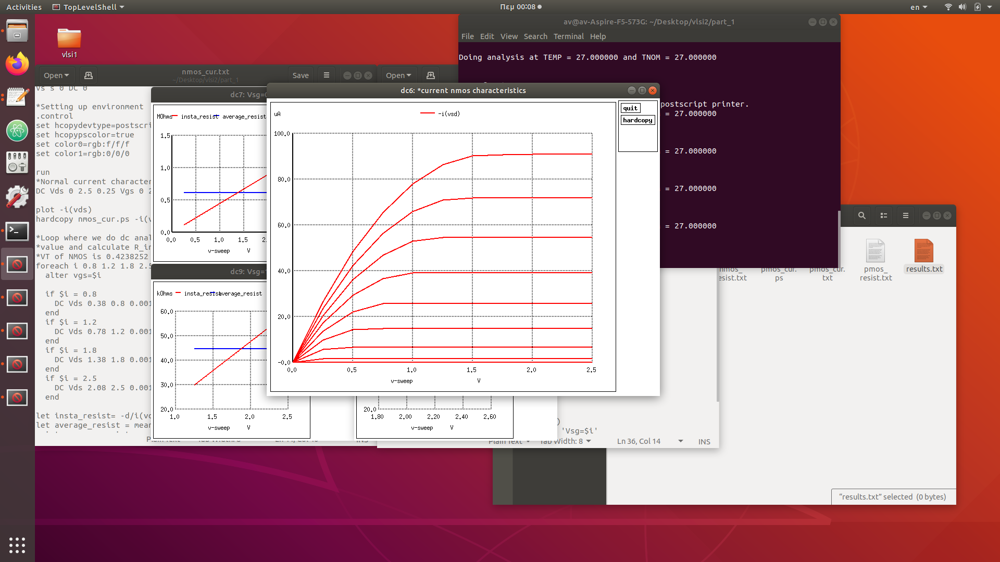 Activities
TopLevelShell
Πεμ 00:08
en
vlsi1
av@av-Aspire-F5-573G: ~/Desktop/vlsi2/part_1
File Edit View Search Terminal Help
Doing analysis at TEMP = 27.000000 and TNOM = 27.000000
postscript printer.
= 27.000000
= 27.000000
= 27.000000
= 27.000000
Open
nmos_cur.txt
~/Desktop/vlsi2/part_1
Save
Open
Vs s 0 DC 0
*Setting up environment
.control
set hcopydevtype=postscri
set hcopypscolor=true
set color0=rgb:f/f/f
set color1=rgb:0/0/0
run
*Normal current character
DC Vds 0 2.5 0.25 Vgs 0 2
plot -i(vds)
hardcopy nmos_cur.ps -i(v
*Loop where we do dc anal
*value and calculate R_in
*VT of NMOS is 0.4238252
foreach i 0.8 1.2 1.8 2.5
alter vgs=$i
if $i = 0.8
DC Vds 0.38 0.8 0.001
end
if $i = 1.2
DC Vds 0.78 1.2 0.001
end
if $i = 1.8
DC Vds 1.38 1.8 0.001
end
if $i = 2.5
DC Vds 2.08 2.5 0.001
end
let insta_resist= -d/i(vd
let average_resist = mean
dc7: Vsg=0
MOhms insta_resist average_resist
1.5
1.0
0.5
0.0
0.0 0.5 1.0 1.5 2.
v-sweep V
dc9: Vsg=1
kOhms insta_resist average_resist
60.0
50.0
40.0
30.0
20.0
1.0 1.5 2.0 2.5
v-sweep V
dc6: *current nmos characteristics
uA
-i(vsd)
quit
hardcopy
100.0
80.0
60.0
40.0
20.0
-0.0
0.0 0.5 1.0 1.5 2.0 2.5
v-sweep V
20.0
1.80 2.00 2.20 2.40 2.60
v-sweep V
)
'Vsg=$i'
Plain Text Tab Width: 8 Ln 36, Col 14 INS
nmos_
esist.txt
pmos_cur.
ps
pmos_cur.
txt
pmos_
resist.txt
results.txt
“results.txt” selected (0 bytes)